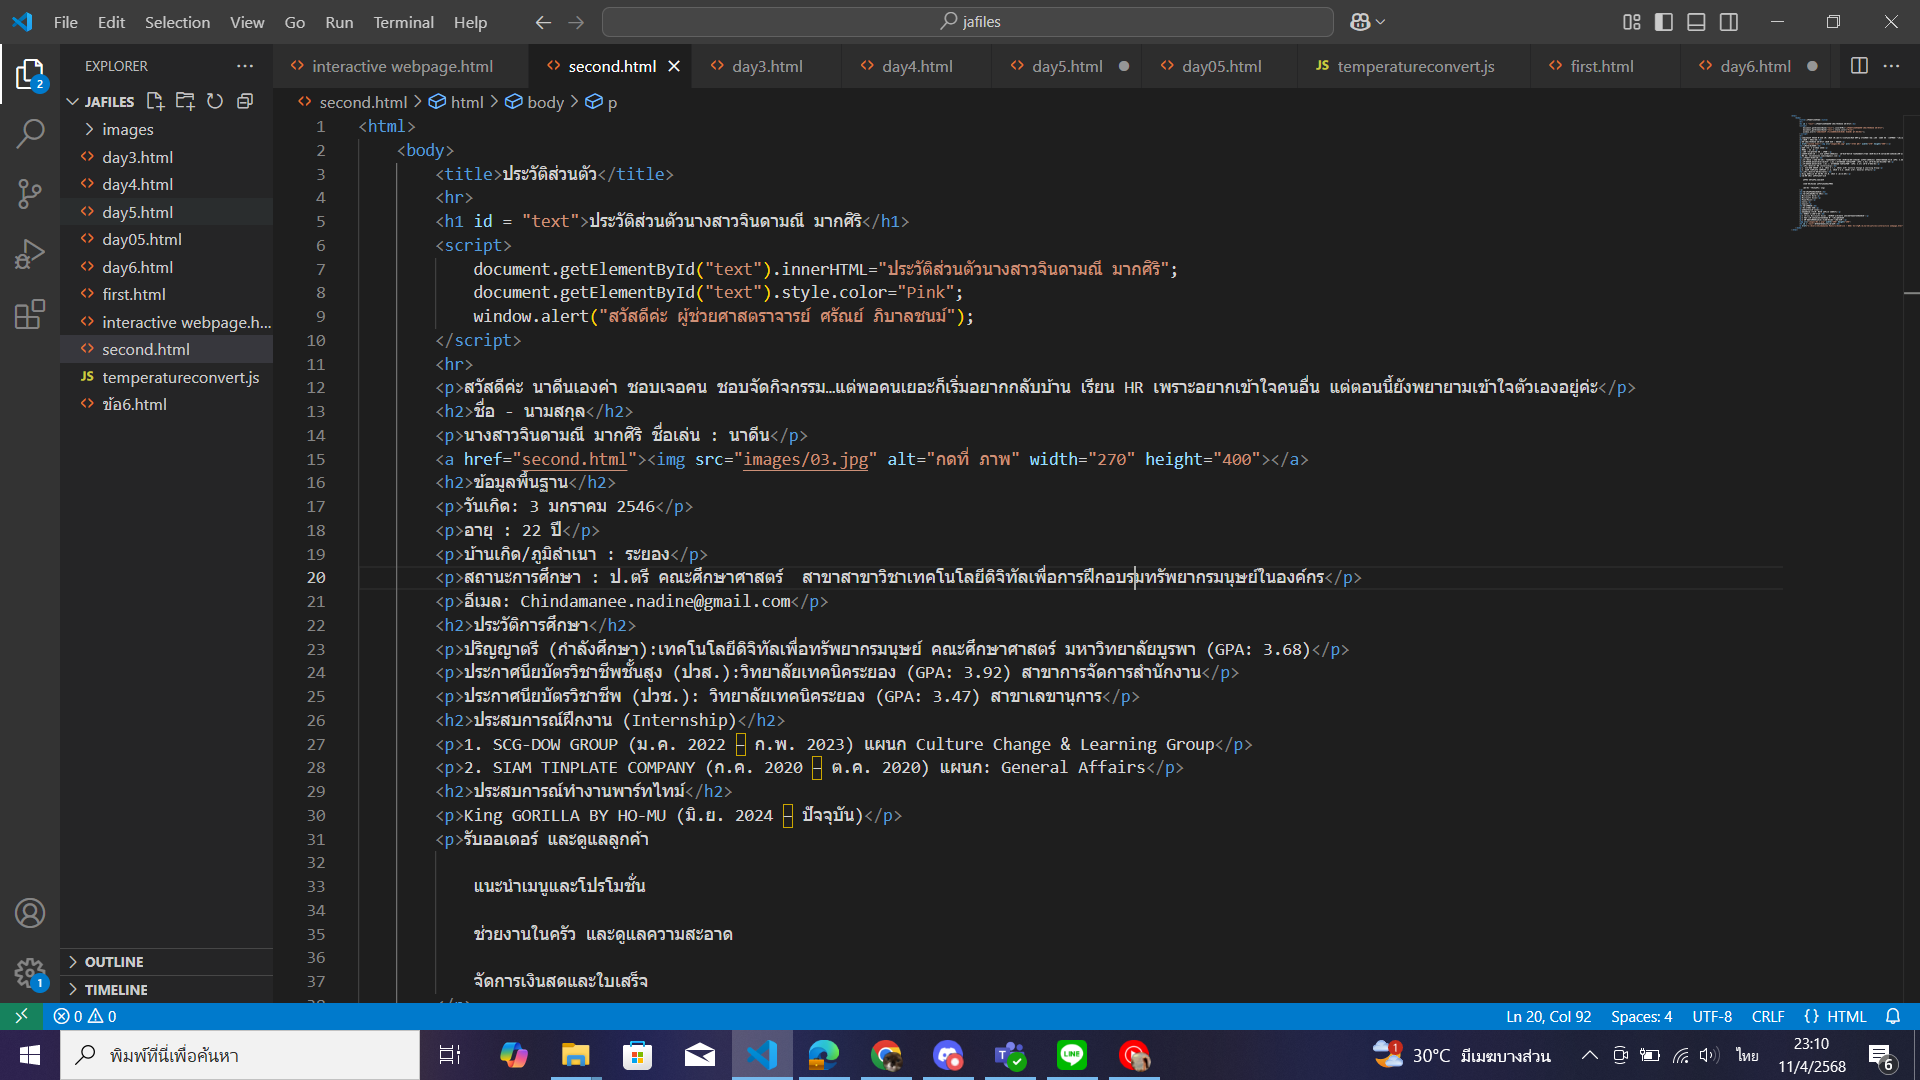 File Edit Selection View Go Run Terminal Help
jafiles
EXPLORER
JAFILES
images
day3.html
day4.html
day5.html
day05.html
day6.html
first.html
interactive webpage.h...
second.html
JS temperatureconvert.js
ข้อ6.html
OUTLINE
TIMELINE
2
1
interactive webpage.html second.html day3.html day4.html day5.html day05.html JS temperatureconvert.js first.html day6.html
second.html > html > body > p
1 <html>
2 <body>
3 <title>ประวัติส่วนตัว</title>
4 <hr>
5 <h1 id = "text">ประวัติส่วนตัวนางสาวจินดามณี มากศิริ</h1>
6 <script>
7 document.getElementById("text").innerHTML="ประวัติส่วนตัวนางสาวจินดามณี มากศิริ";
8 document.getElementById("text").style.color="Pink";
9 window.alert("สวัสดีค่ะ ผู้ช่วยศาสตราจารย์ ศรัณย์ ภิบาลชนม์");
10 </script>
11 <hr>
12 <p>สวัสดีค่ะ นาดีนเองค่า ชอบเจอคน ชอบจัดกิจกรรม…แต่พอคนเยอะก็เริ่มอยากกลับบ้าน เรียน HR เพราะอยากเข้าใจคนอื่น แต่ตอนนี้ยังพยายามเข้าใจตัวเองอยู่ค่ะ</p>
13 <h2>ชื่อ - นามสกุล</h2>
14 <p>นางสาวจินดามณี มากศิริ ชื่อเล่น : นาดีน</p>
15 <a href="second.html"><img src="images/03.jpg" alt="กดที่ ภาพ" width="270" height="400"></a>
16 <h2>ข้อมูลพื้นฐาน</h2>
17 <p>วันเกิด: 3 มกราคม 2546</p>
18 <p>อายุ : 22 ปี</p>
19 <p>บ้านเกิด/ภูมิลำเนา : ระยอง</p>
20 <p>สถานะการศึกษา : ป.ตรี คณะศึกษาศาสตร์  สาขาสาขาวิชาเทคโนโลยีดิจิทัลเพื่อการฝึกอบรมทรัพยากรมนุษย์ในองค์กร</p>
21 <p>อีเมล: Chindamanee.nadine@gmail.com</p>
22 <h2>ประวัติการศึกษา</h2>
23 <p>ปริญญาตรี (กำลังศึกษา):เทคโนโลยีดิจิทัลเพื่อทรัพยากรมนุษย์ คณะศึกษาศาสตร์ มหาวิทยาลัยบูรพา (GPA: 3.68)</p>
24 <p>ประกาศนียบัตรวิชาชีพชั้นสูง (ปวส.):วิทยาลัยเทคนิคระยอง (GPA: 3.92) สาขาการจัดการสำนักงาน</p>
25 <p>ประกาศนียบัตรวิชาชีพ (ปวช.): วิทยาลัยเทคนิคระยอง (GPA: 3.47) สาขาเลขานุการ</p>
26 <h2>ประสบการณ์ฝึกงาน (Internship)</h2>
27 <p>1. SCG-DOW GROUP (ม.ค. 2022 – ก.พ. 2023) แผนก Culture Change & Learning Group</p>
28 <p>2. SIAM TINPLATE COMPANY (ก.ค. 2020 – ต.ค. 2020) แผนก: General Affairs</p>
29 <h2>ประสบการณ์ทำงานพาร์ทไทม์</h2>
30 <p>King GORILLA BY HO-MU (มิ.ย. 2024 – ปัจจุบัน)</p>
31 <p>รับออเดอร์ และดูแลลูกค้า
32
33 แนะนำเมนูและโปรโมชั่น
34
35 ช่วยงานในครัว และดูแลความสะอาด
36
37 จัดการเงินสดและใบเสร็จ
38 </p>
0 0 Ln 20, Col 92 Spaces: 4 UTF-8 CRLF {} HTML
พิมพ์ที่นี่เพื่อค้นหา
LINE
1 30°C มีเมฆบางส่วน ไทย 23:10
11/4/2568
6